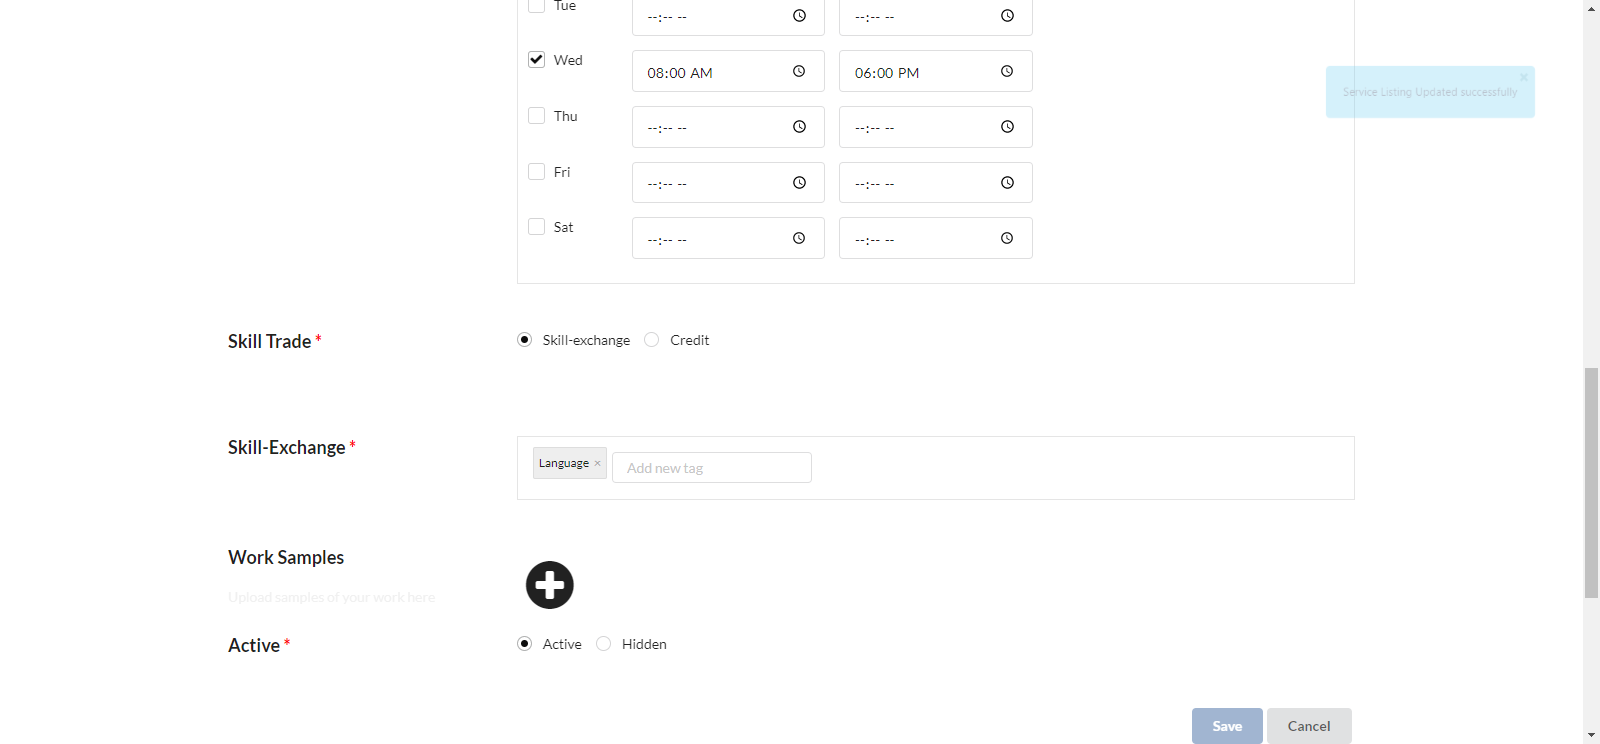 Tue --:-- -- --:-- --
Wed 08:00 AM 06:00 PM
Service Listing Updated successfully
Thu --:-- -- --:-- --
Fri --:-- -- --:-- --
Sat --:-- -- --:-- --
Skill Trade * Skill-exchange Credit
Skill-Exchange * Language × Add new tag
Work Samples
Upload samples of your work here
Active * Active Hidden
Save Cancel